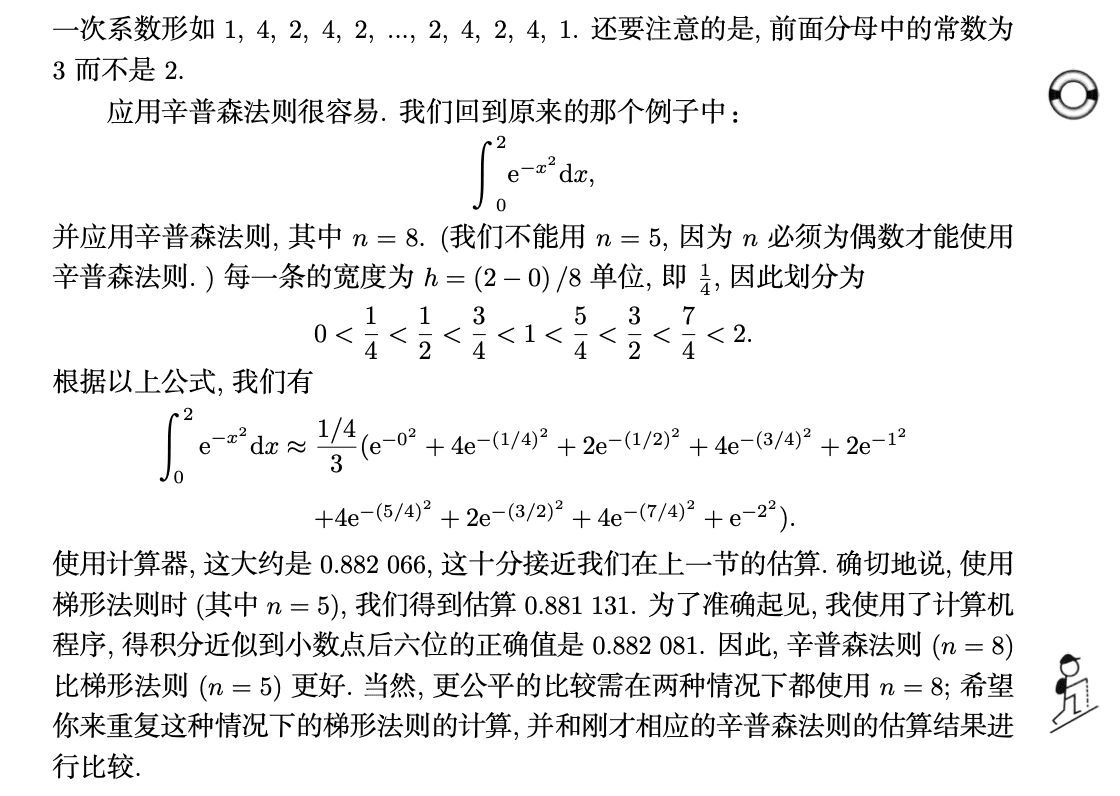 一次系数形如 1, 4, 2, 4, 2, ..., 2, 4, 2, 4, 1. 还要注意的是, 前面分母中的常数为
3 而不是 2.
应用辛普森法则很容易. 我们回到原来的那个例子中:
$\int_0^2 e^{-x^2} dx,$
并应用辛普森法则, 其中 n = 8. (我们不能用 n = 5, 因为 n 必须为偶数才能使用
辛普森法则. ) 每一条的宽度为 h = (2 − 0) /8 单位, 即 $\frac{1}{4}$, 因此划分为
$0 < \frac{1}{4} < \frac{1}{2} < \frac{3}{4} < 1 < \frac{5}{4} < \frac{3}{2} < \frac{7}{4} < 2.$
根据以上公式, 我们有
$\int_0^2 e^{-x^2} dx \approx \frac{1/4}{3}(e^{-0^2} + 4e^{-(1/4)^2} + 2e^{-(1/2)^2} + 4e^{-(3/4)^2} + 2e^{-1^2}$
$+4e^{-(5/4)^2} + 2e^{-(3/2)^2} + 4e^{-(7/4)^2} + e^{-2^2}).$
使用计算器, 这大约是 0.882 066, 这十分接近我们在上一节的估算. 确切地说, 使用
梯形法则时 (其中 n = 5), 我们得到估算 0.881 131. 为了准确起见, 我使用了计算机
程序, 得积分近似到小数点后六位的正确值是 0.882 081. 因此, 辛普森法则 (n = 8)
比梯形法则 (n = 5) 更好. 当然, 更公平的比较需在两种情况下都使用 n = 8; 希望
你来重复这种情况下的梯形法则的计算, 并和刚才相应的辛普森法则的估算结果进
行比较.